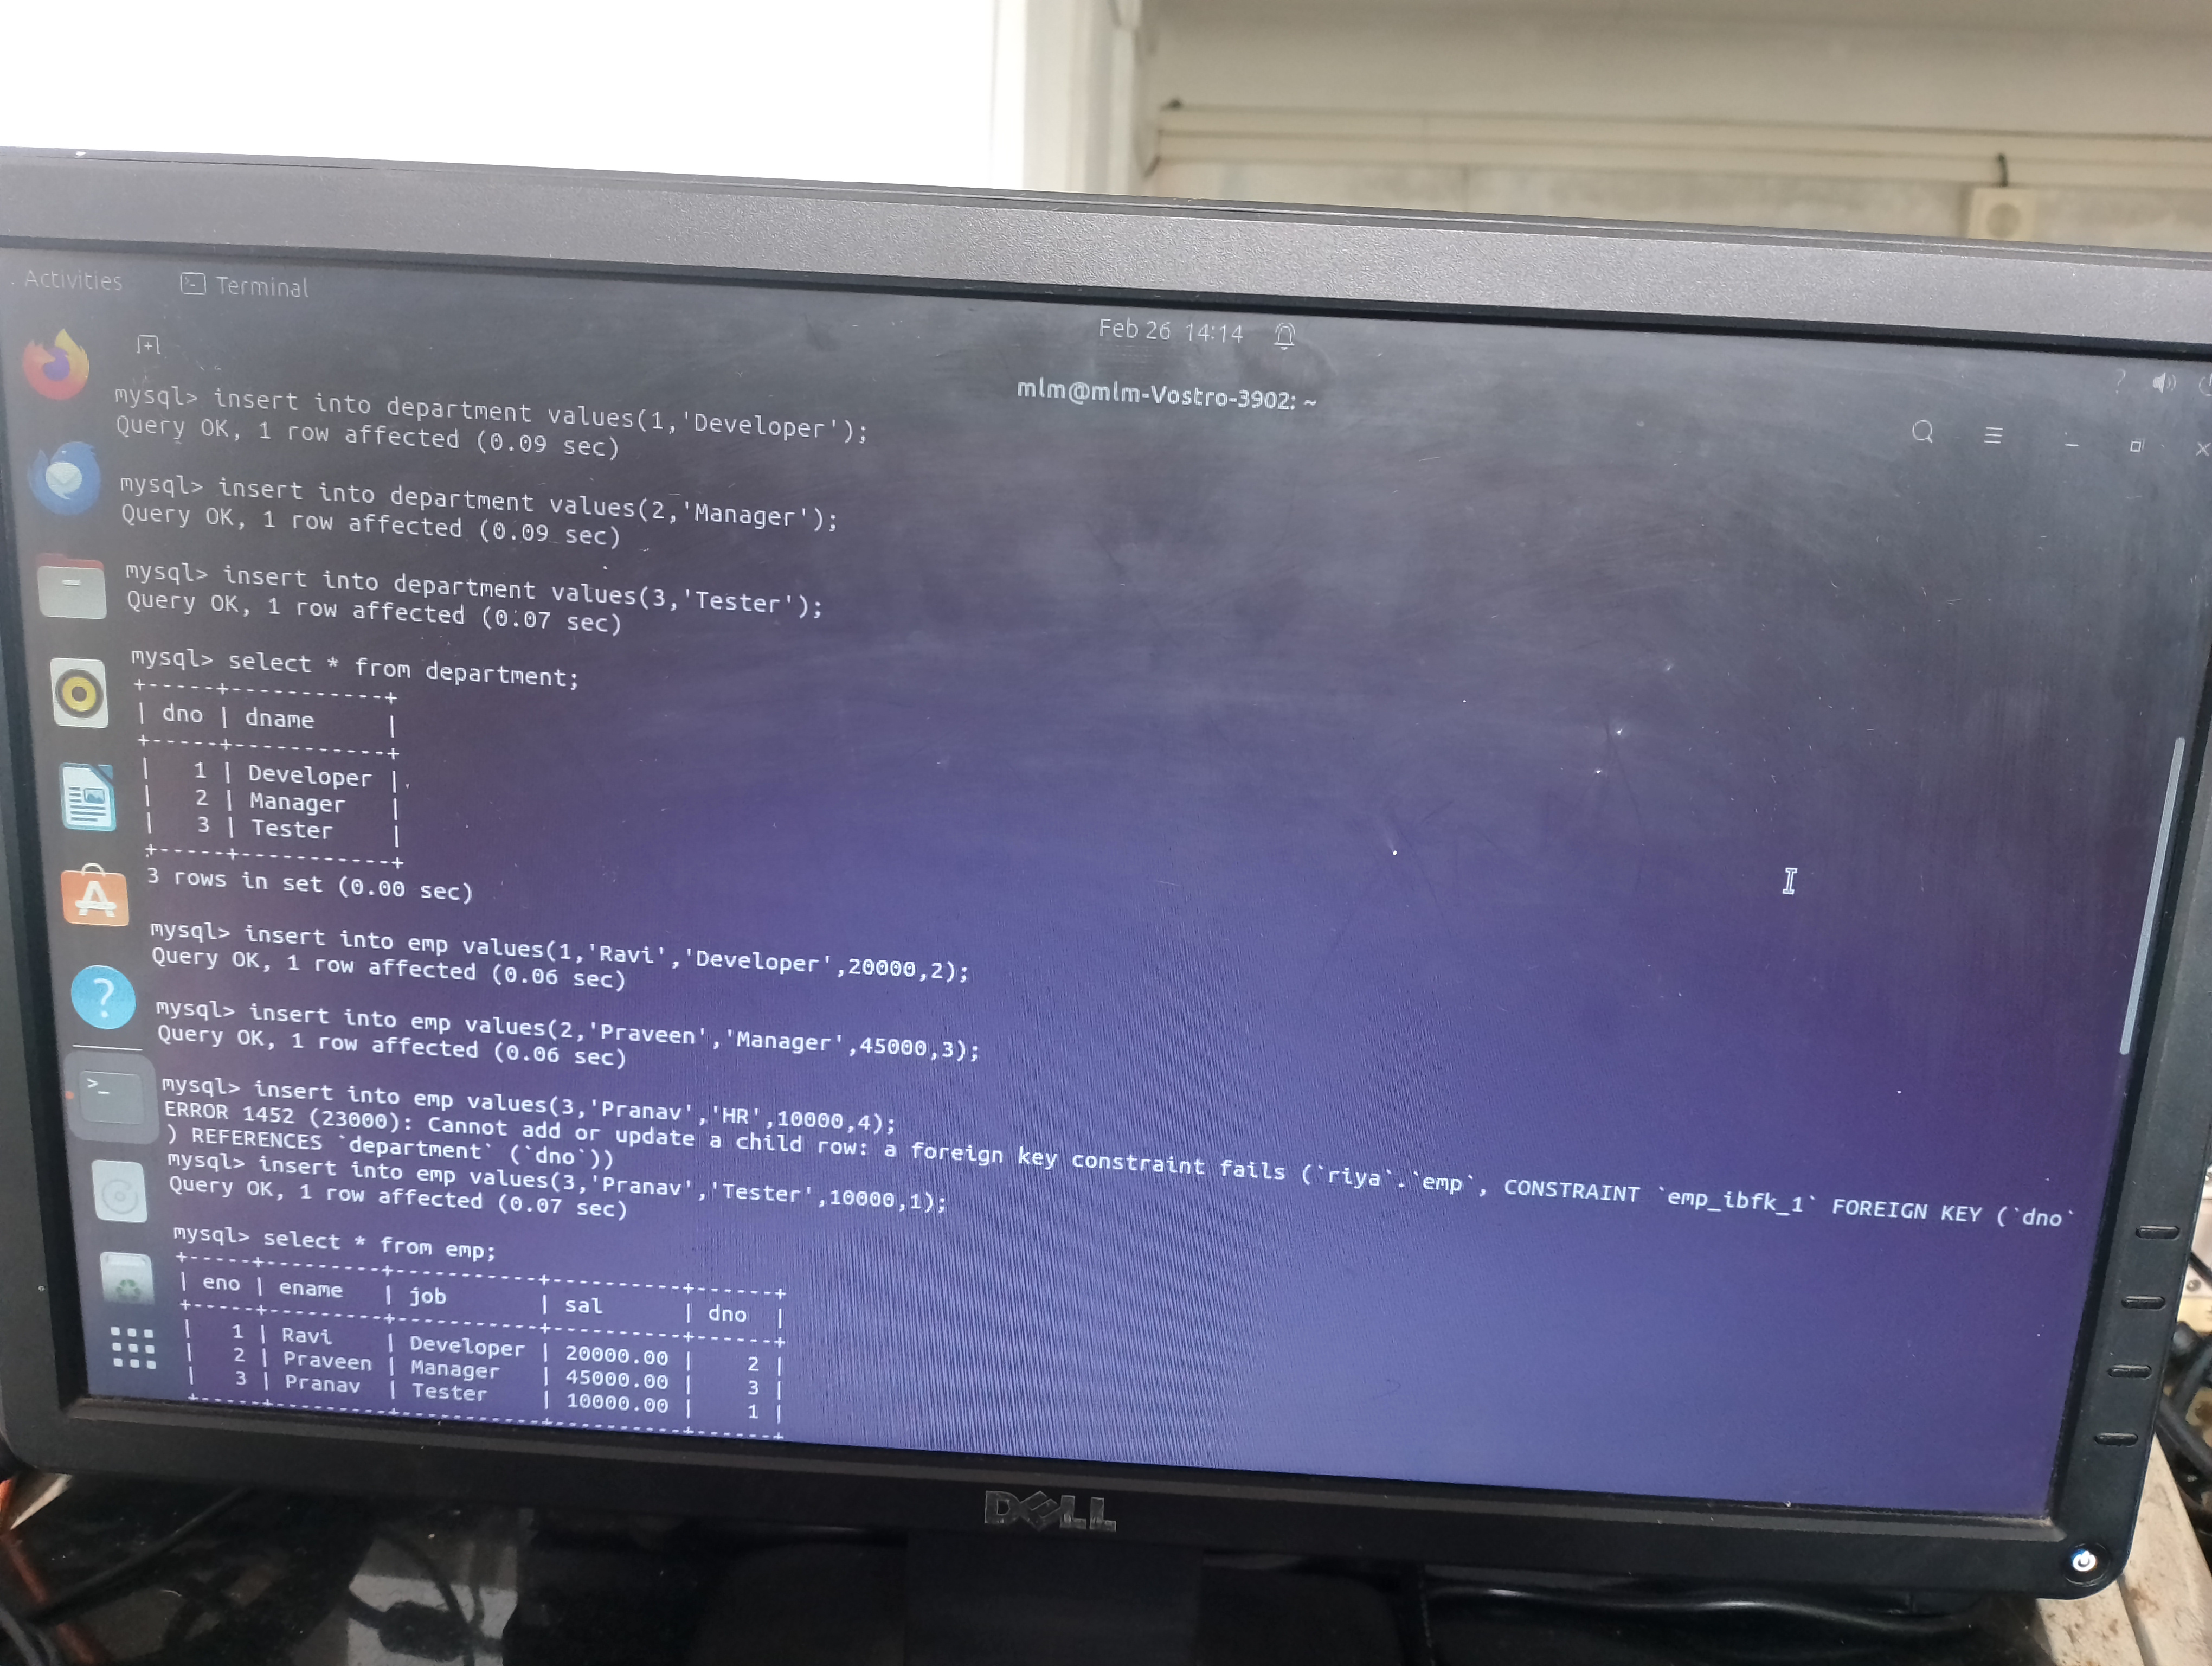 Activities
Terminal
Feb 26 14:14
mlm@mlm-Vostro-3902: ~
mysql> insert into department values(1,'Developer');
Query OK, 1 row affected (0.09 sec)
mysql> insert into department values(2,'Manager');
Query OK, 1 row affected (0.09 sec)
mysql> insert into department values(3,'Tester');
Query OK, 1 row affected (0.07 sec)
mysql> select * from department;
+-----+-----------+
| dno | dname     |
+-----+-----------+
|   1 | Developer |
|   2 | Manager   |
|   3 | Tester    |
+-----+-----------+
3 rows in set (0.00 sec)
mysql> insert into emp values(1,'Ravi','Developer',20000,2);
Query OK, 1 row affected (0.06 sec)
mysql> insert into emp values(2,'Praveen','Manager',45000,3);
Query OK, 1 row affected (0.06 sec)
mysql> insert into emp values(3,'Pranav','HR',10000,4);
ERROR 1452 (23000): Cannot add or update a child row: a foreign key constraint fails (`riya`.`emp`, CONSTRAINT `emp_ibfk_1` FOREIGN KEY (`dno`
) REFERENCES `department` (`dno`))
mysql> insert into emp values(3,'Pranav','Tester',10000,1);
Query OK, 1 row affected (0.07 sec)
mysql> select * from emp;
+-----+---------+-----------+----------+------+
| eno | ename   | job       | sal      | dno  |
+-----+---------+-----------+----------+------+
|   1 | Ravi    | Developer | 20000.00 |    2 |
|   2 | Praveen | Manager   | 45000.00 |    3 |
|   3 | Pranav  | Tester    | 10000.00 |    1 |
+-----+---------+-----------+----------+------+
DELL